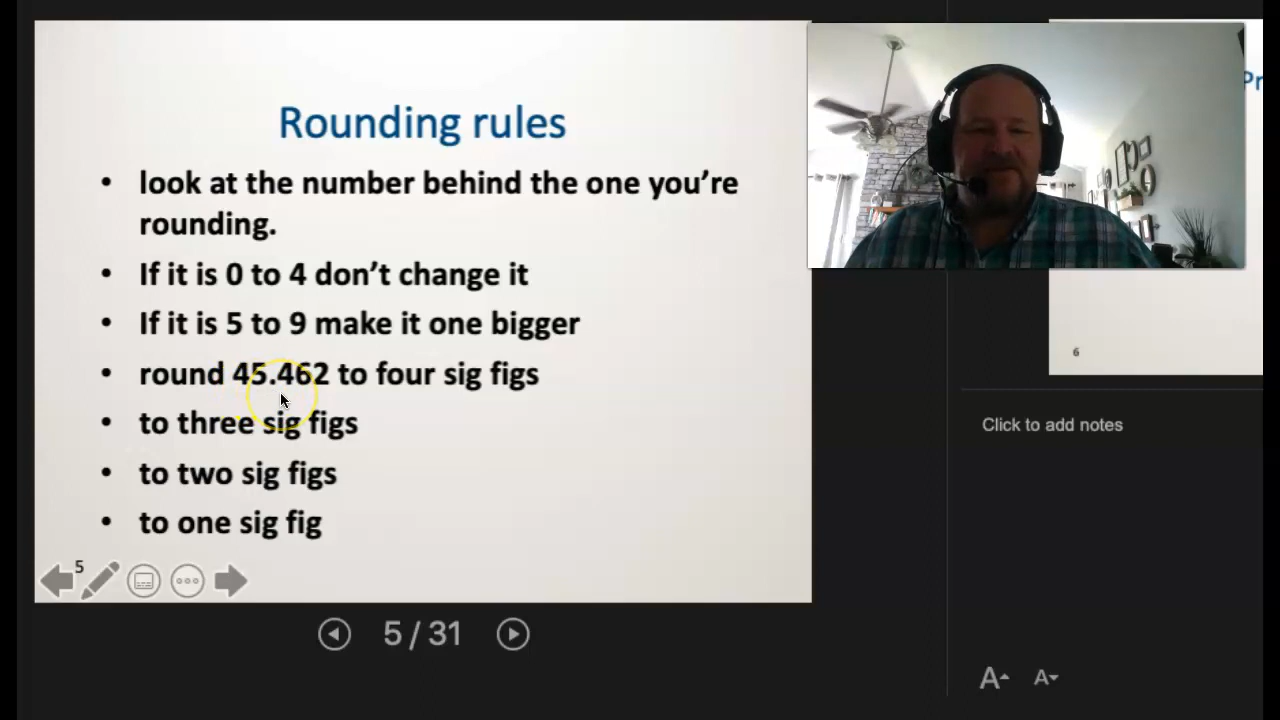 Rounding rules
• look at the number behind the one you’re
rounding.
• If it is 0 to 4 don’t change it
• If it is 5 to 9 make it one bigger
• round 45.462 to four sig figs
• to three sig figs
• to two sig figs
• to one sig fig
5
5 / 31
Pr
6
Click to add notes
A A